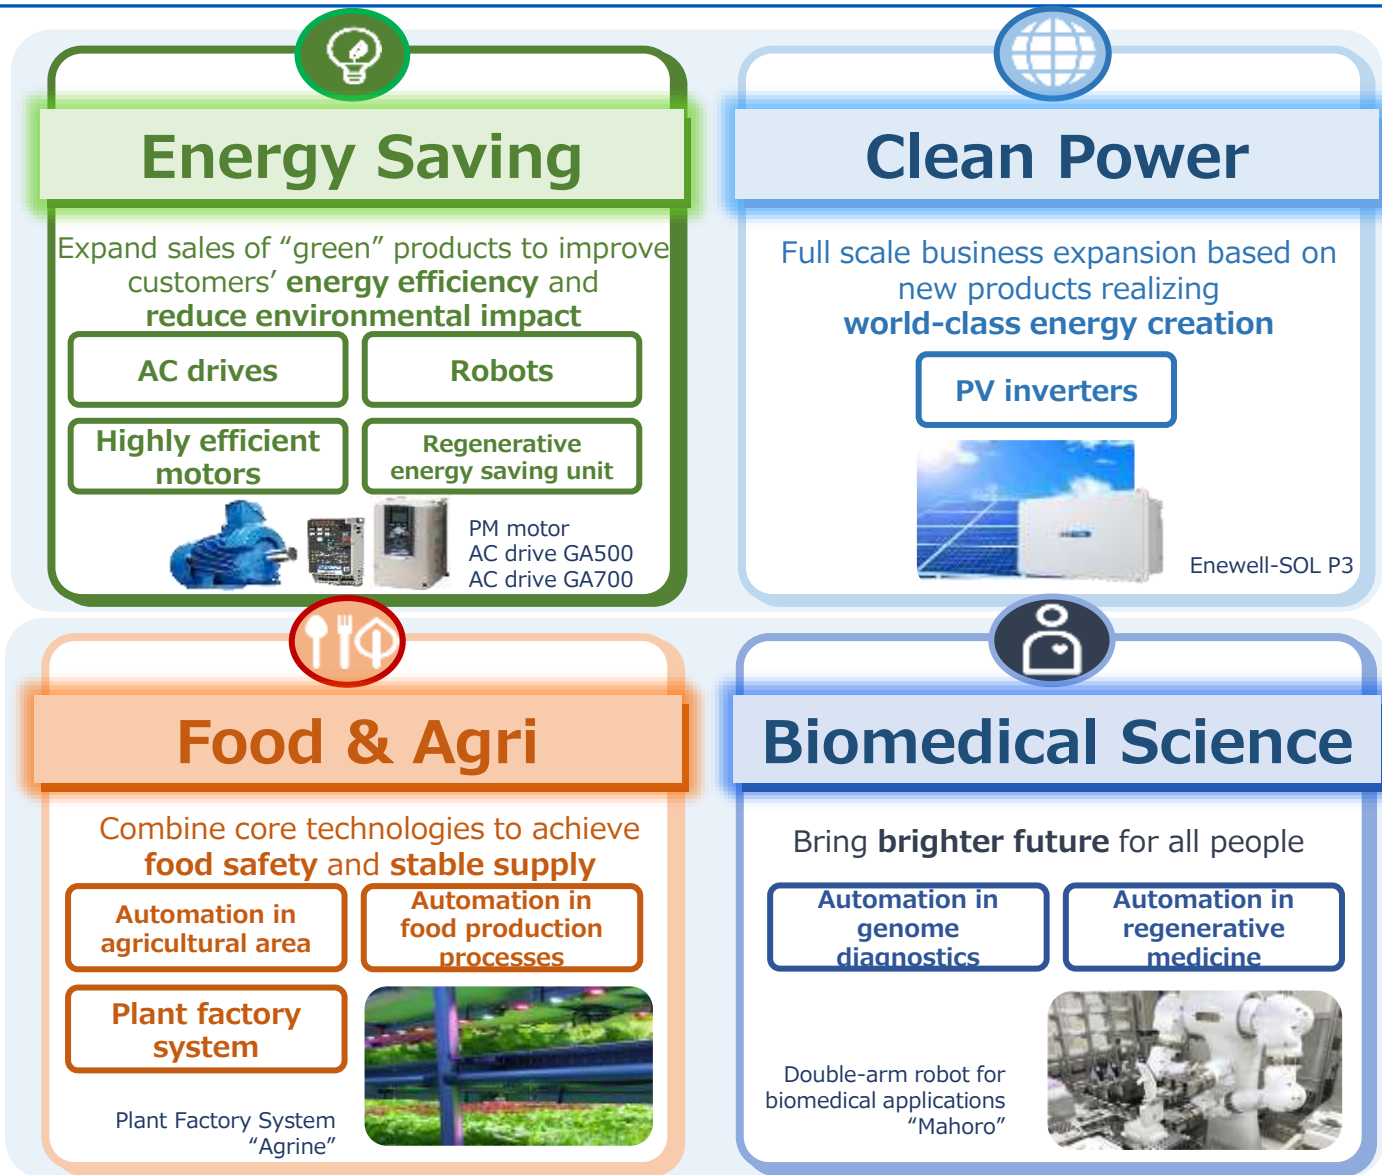 Energy Saving
Expand sales of “green” products to improve
customers’ energy efficiency and
reduce environmental impact
AC drives
Robots
Highly efficient
motors
Regenerative
energy saving unit
PM motor
AC drive GA500
AC drive GA700
Clean Power
Full scale business expansion based on
new products realizing
world-class energy creation
PV inverters
Enewell-SOL P3
Food & Agri
Combine core technologies to achieve
food safety and stable supply
Automation in
agricultural area
Automation in
food production
processes
Plant factory
system
Plant Factory System
“Agrine”
Biomedical Science
Bring brighter future for all people
Automation in
genome
diagnostics
Automation in
regenerative
medicine
Double-arm robot for
biomedical applications
“Mahoro”